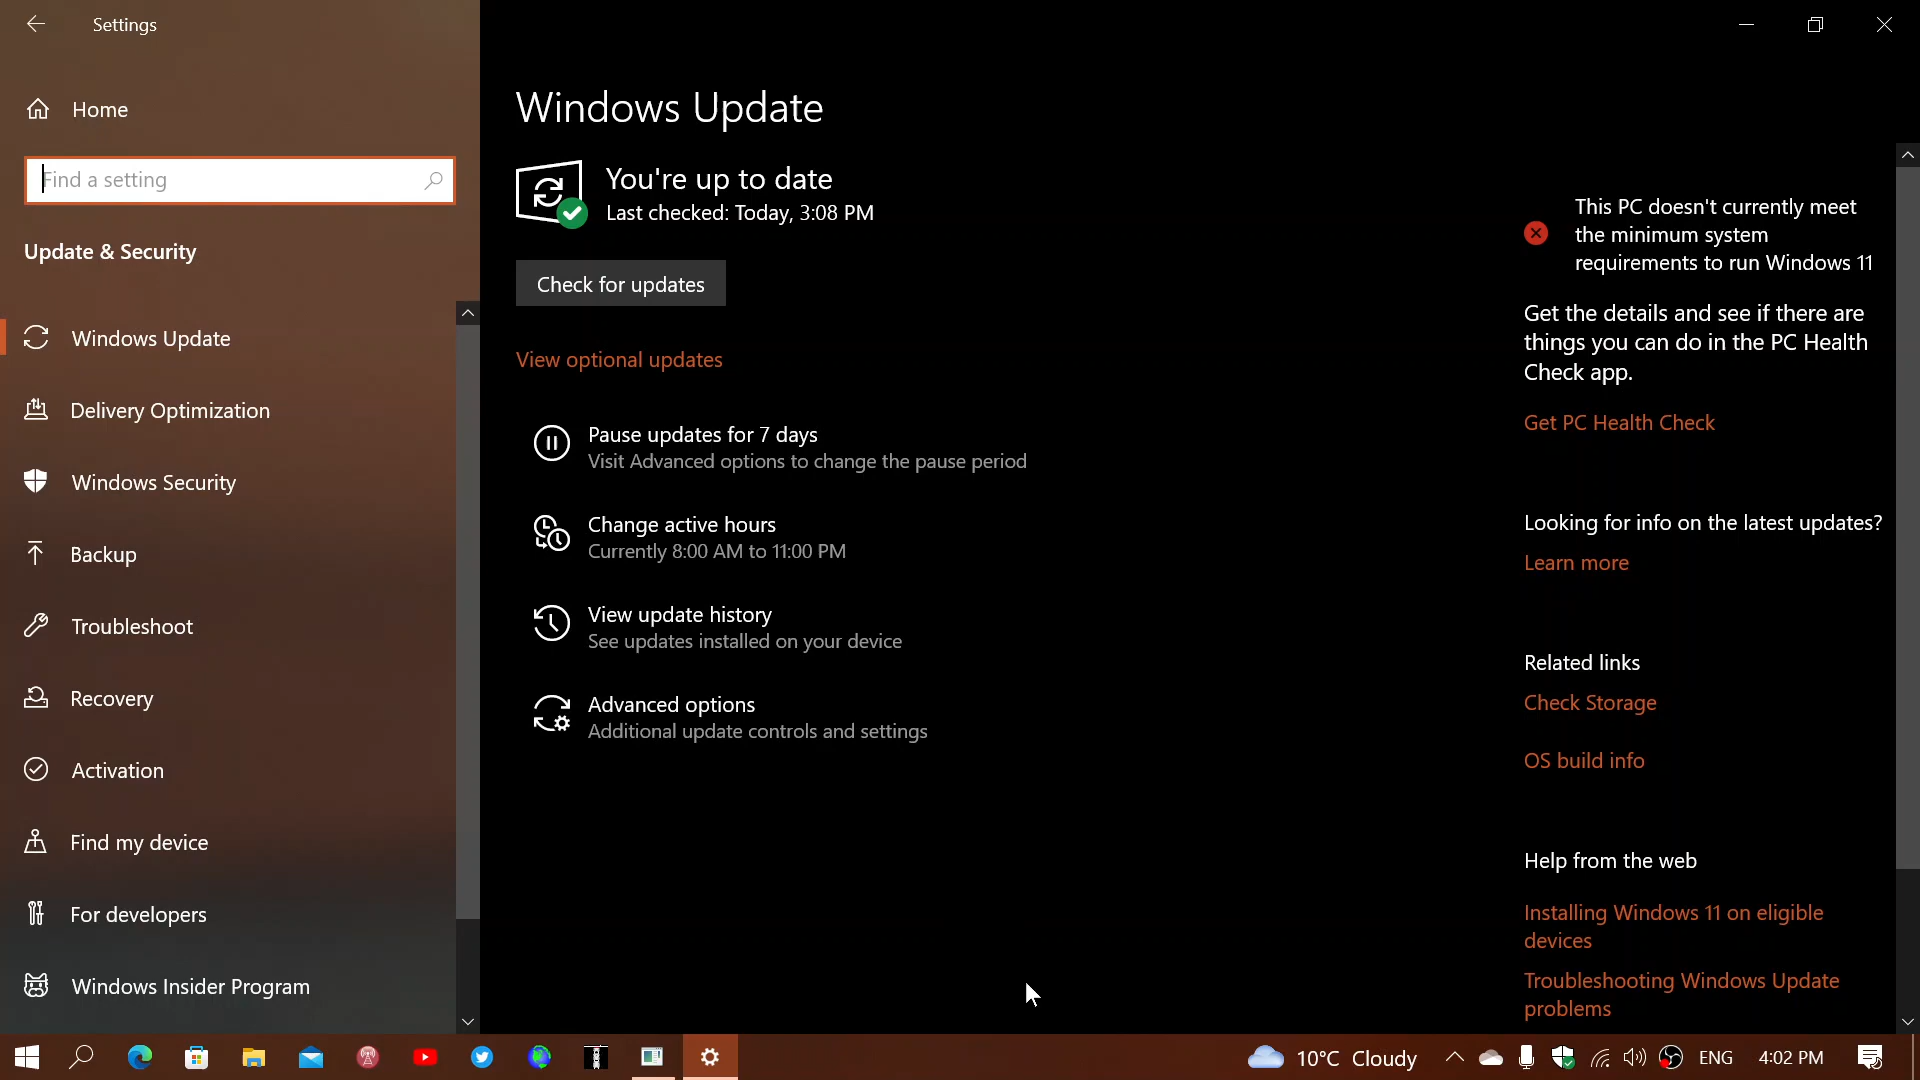 Settings
Home
Find a setting
Update & Security
Windows Update
Delivery Optimization
Windows Security
Backup
Troubleshoot
Recovery
Activation
Find my device
For developers
Windows Insider Program
Windows Update
You're up to date
Last checked: Today, 3:08 PM
Check for updates
View optional updates
Pause updates for 7 days
Visit Advanced options to change the pause period
Change active hours
Currently 8:00 AM to 11:00 PM
View update history
See updates installed on your device
Advanced options
Additional update controls and settings
This PC doesn't currently meet
the minimum system
requirements to run Windows 11
Get the details and see if there are
things you can do in the PC Health
Check app.
Get PC Health Check
Looking for info on the latest updates?
Learn more
Related links
Check Storage
OS build info
Help from the web
Installing Windows 11 on eligible
devices
Troubleshooting Windows Update
problems
10°C Cloudy
ENG
4:02 PM